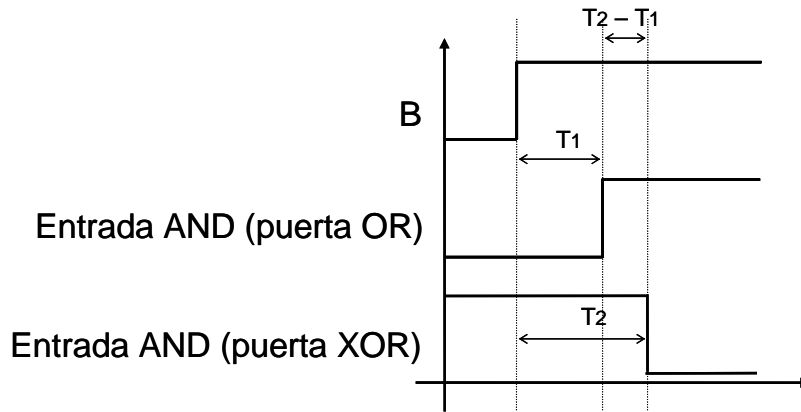 T2 – T1
B
T1
Entrada AND (puerta OR)
T2
Entrada AND (puerta XOR)